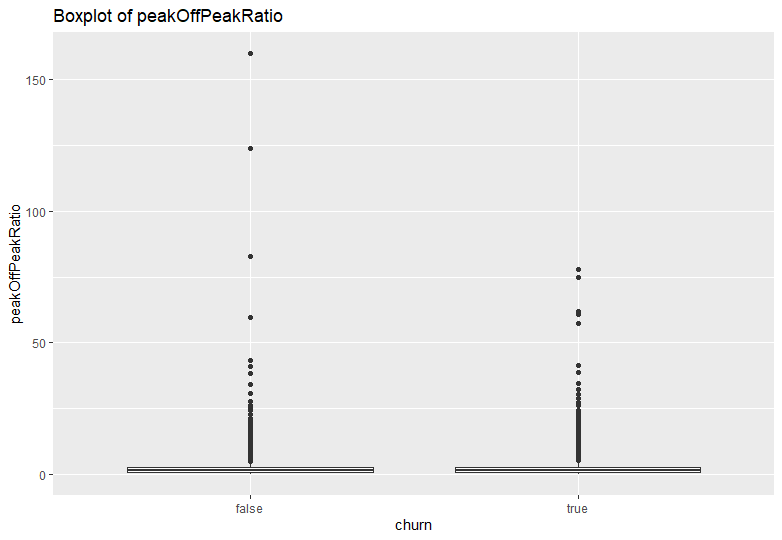 Boxplot of peakOffPeakRatio
150
100
50
0
peakOffPeakRatio
false
true
churn